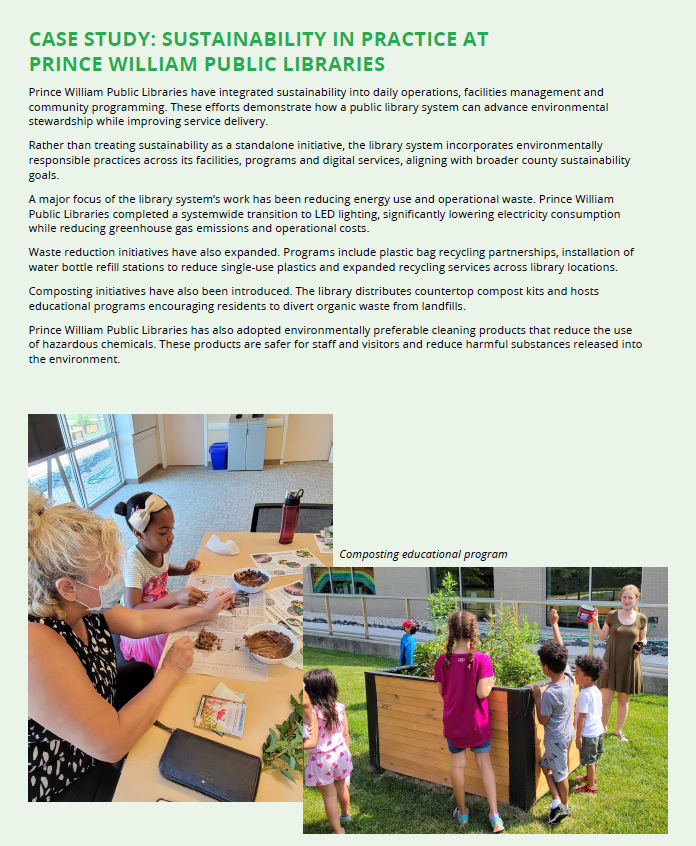 CASE STUDY: SUSTAINABILITY IN PRACTICE AT
PRINCE WILLIAM PUBLIC LIBRARIES
Prince William Public Libraries have integrated sustainability into daily operations, facilities management and
community programming. These efforts demonstrate how a public library system can advance environmental
stewardship while improving service delivery.
Rather than treating sustainability as a standalone initiative, the library system incorporates environmentally
responsible practices across its facilities, programs and digital services, aligning with broader county sustainability
goals.
A major focus of the library system's work has been reducing energy use and operational waste. Prince William
Public Libraries completed a systemwide transition to LED lighting, significantly lowering electricity consumption
while reducing greenhouse gas emissions and operational costs.
Waste reduction initiatives have also expanded. Programs include plastic bag recycling partnerships, installation of
water bottle refill stations to reduce single-use plastics and expanded recycling services across library locations.
Composting initiatives have also been introduced. The library distributes countertop compost kits and hosts
educational programs encouraging residents to divert organic waste from landfills.
Prince William Public Libraries has also adopted environmentally preferable cleaning products that reduce the use
of hazardous chemicals. These products are safer for staff and visitors and reduce harmful substances released into
the environment.
Composting educational program